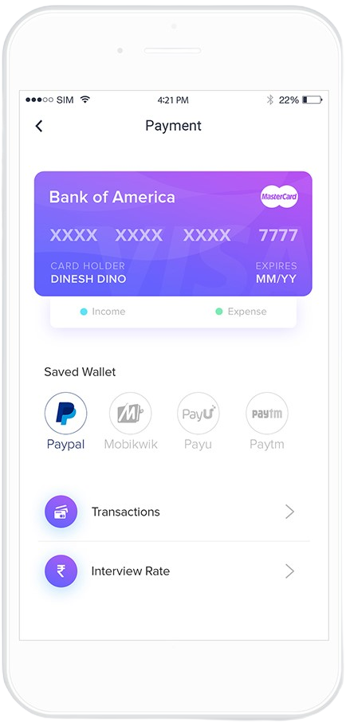 SIM 4:21 PM 22%
Payment
Bank of America MasterCard
XXXX XXXX XXXX 7777
VISA
CARD HOLDER EXPIRES
DINESH DINO MM/YY
Income Expense
Saved Wallet
PayU paytm
Paypal Mobikwik Payu Paytm
Transactions
₹ Interview Rate